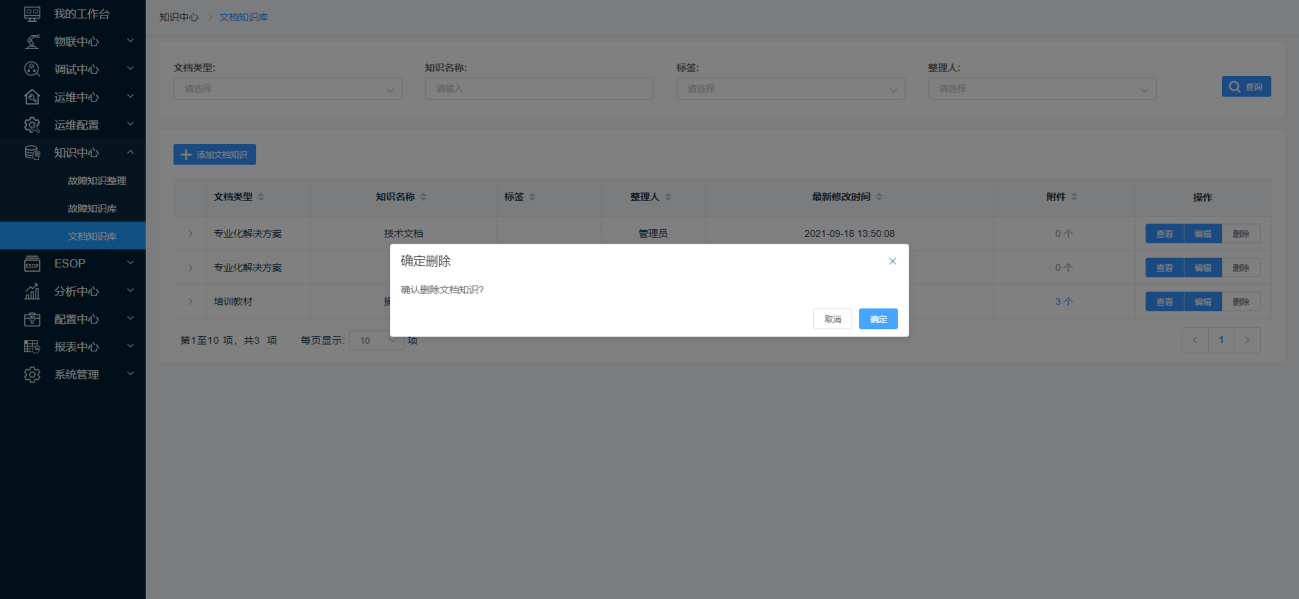 我的工作台
物联中心
调试中心
运维中心
运维配置
知识中心
故障知识整理
故障知识库
文档知识库
ESOP
分析中心
配置中心
报表中心
系统管理
知识中心 > 文档知识库
文档类型: 知识名称: 标签: 整理人:
请选择 请输入 请选择 请选择 查询
添加文档知识
文档类型 知识名称 标签 整理人 最新修改时间 附件 操作
专业化解决方案 技术文档 管理员 2021-09-18 13:50:08 0 个 查看 编辑 删除
专业化解决方案 0 个 查看 编辑 删除
培训教材 3 个 查看 编辑 删除
确定删除
确认删除文档知识?
取消 确定
第1至10 项，共3 项 每页显示: 10 项 1